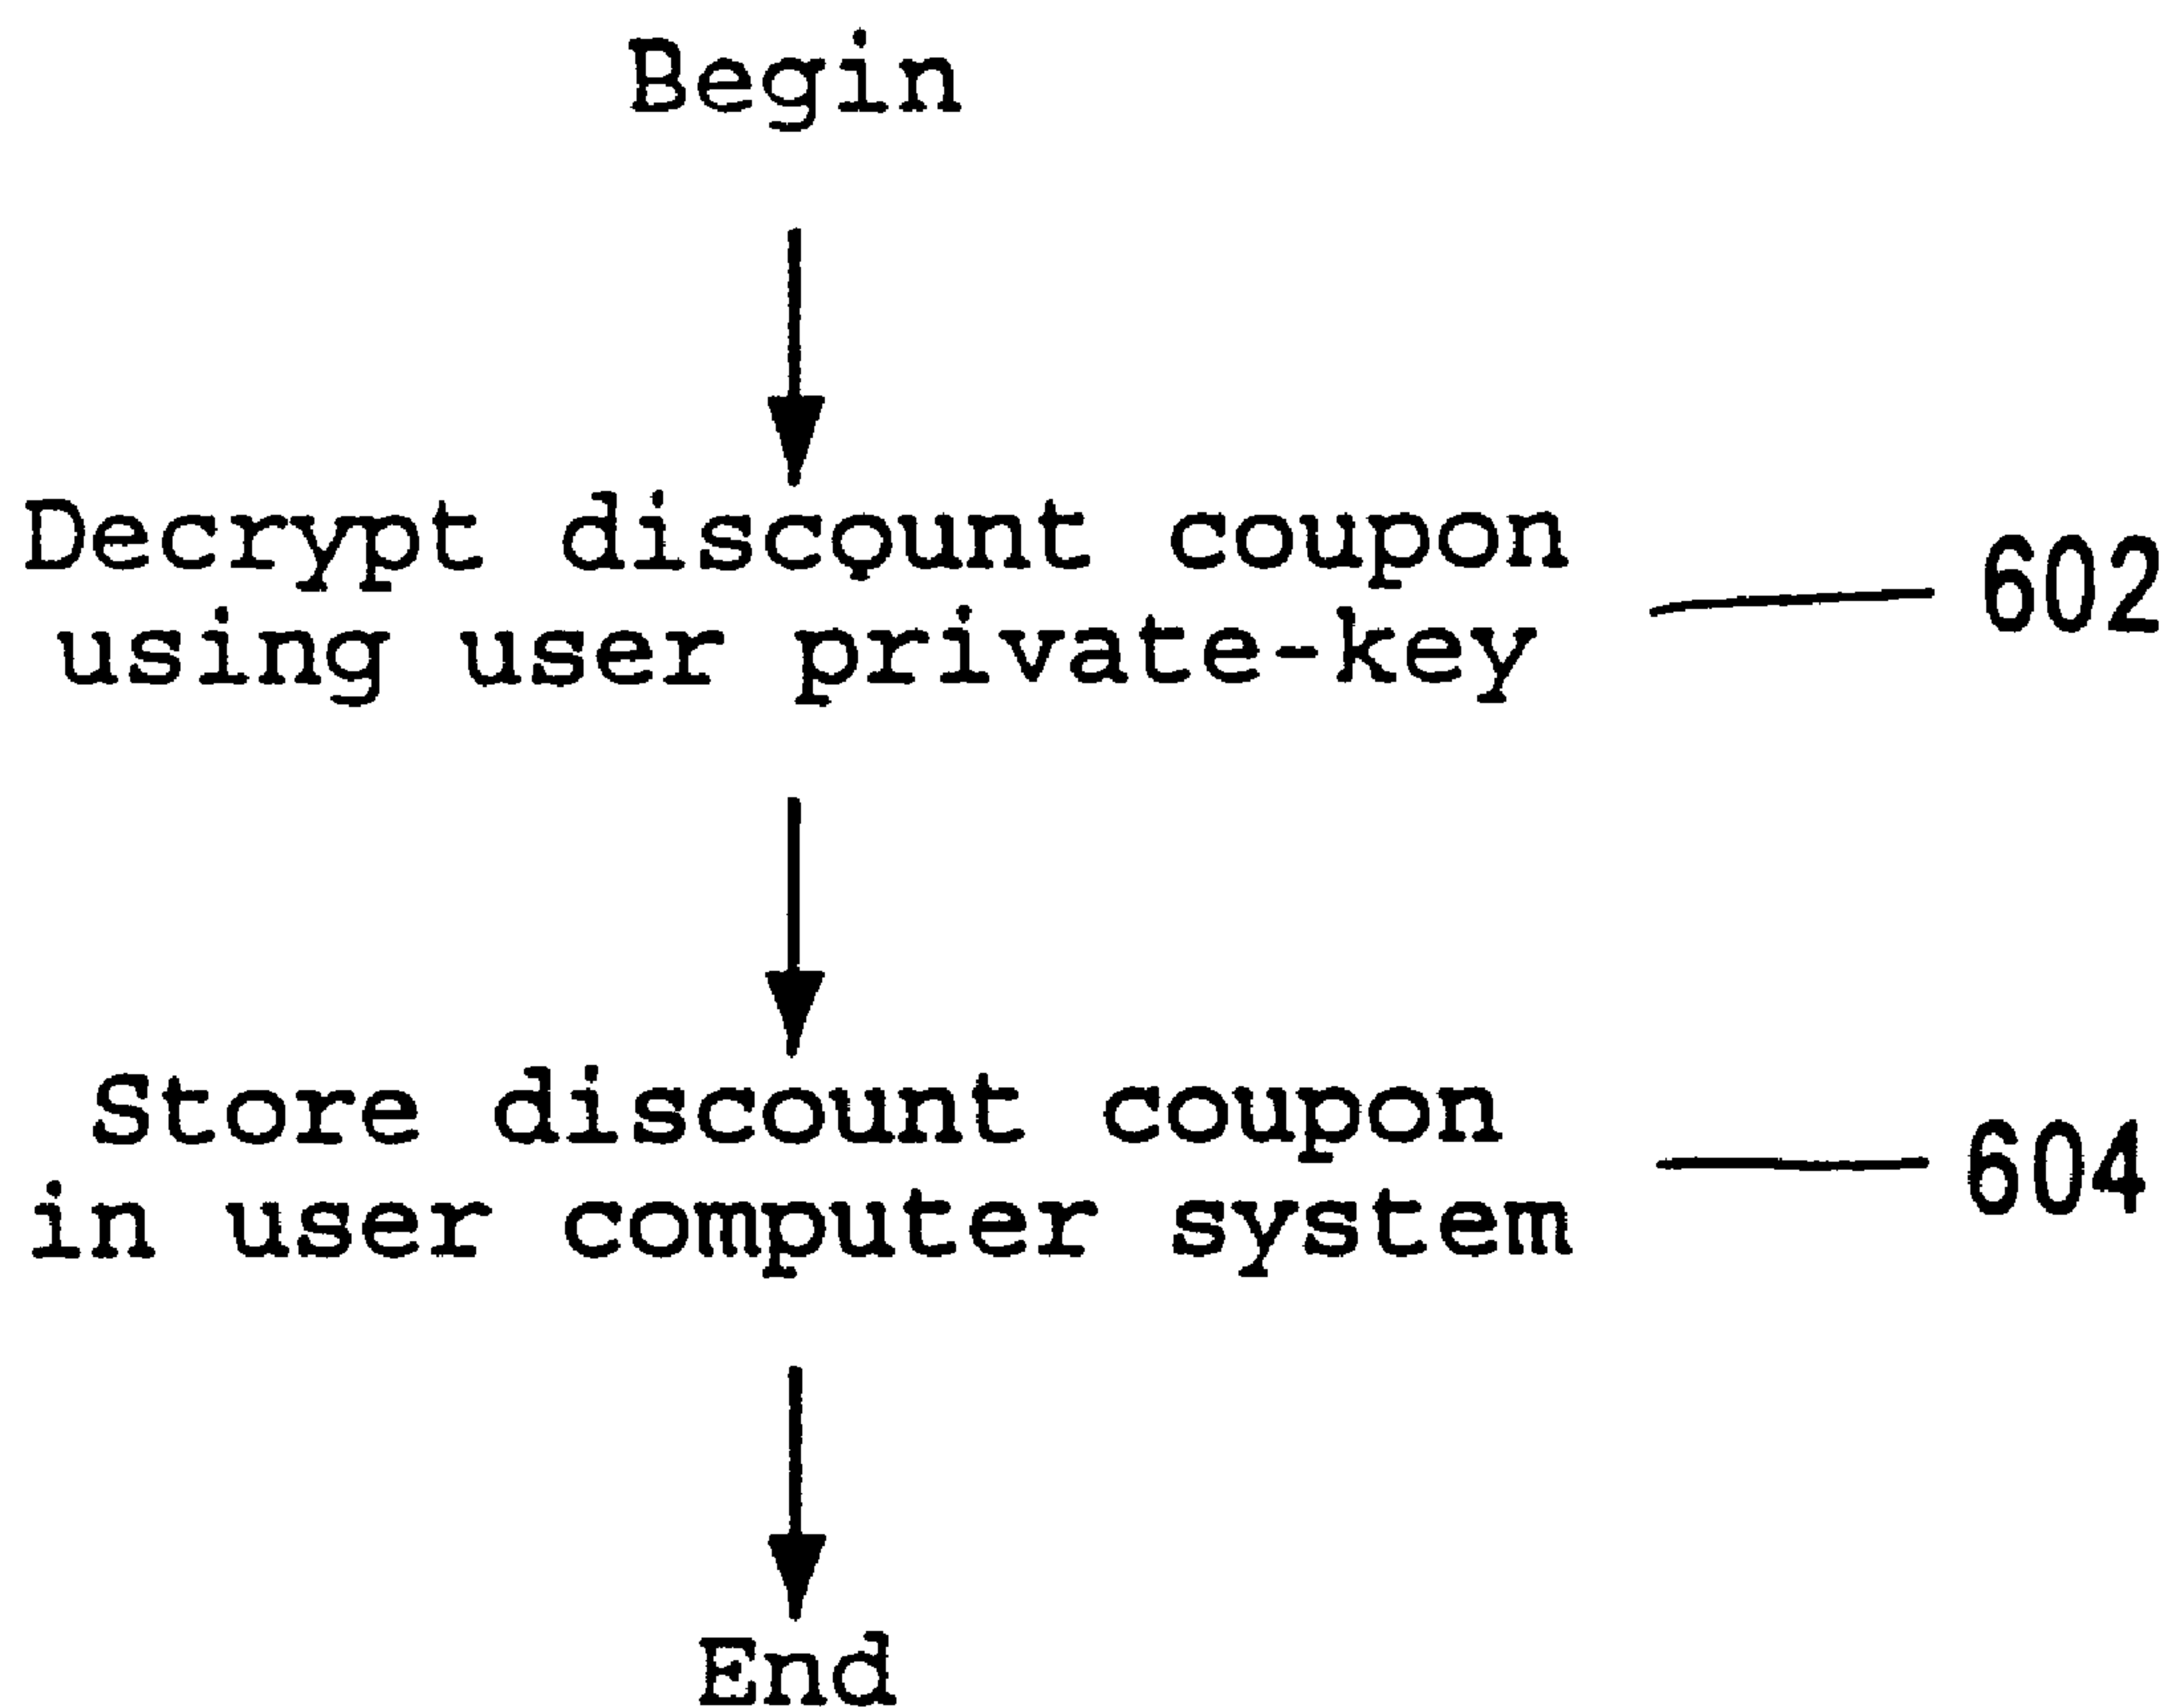 Begin
Decrypt discount coupon
using user private-key
602
Store discount coupon
in user computer system
604
End